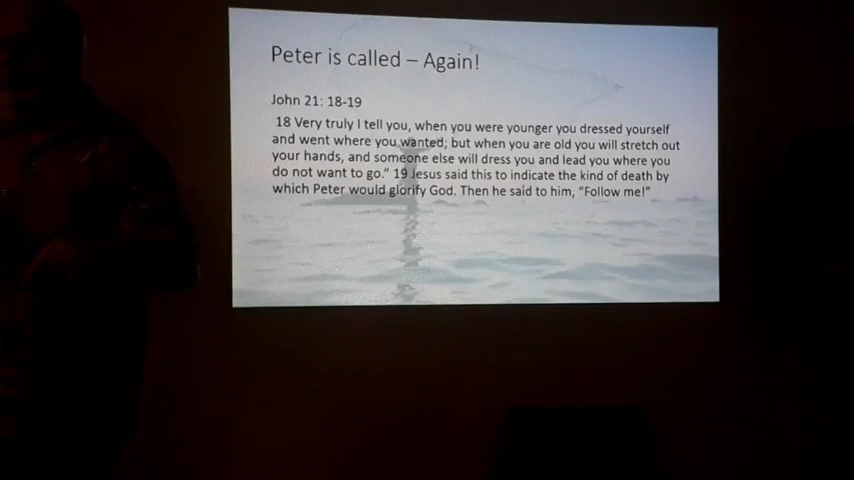 Peter is called – Again!
John 21: 18-19
18 Very truly I tell you, when you were younger you dressed yourself
and went where you wanted; but when you are old you will stretch out
your hands, and someone else will dress you and lead you where you
do not want to go.” 19 Jesus said this to indicate the kind of death by
which Peter would glorify God. Then he said to him, “Follow me!”